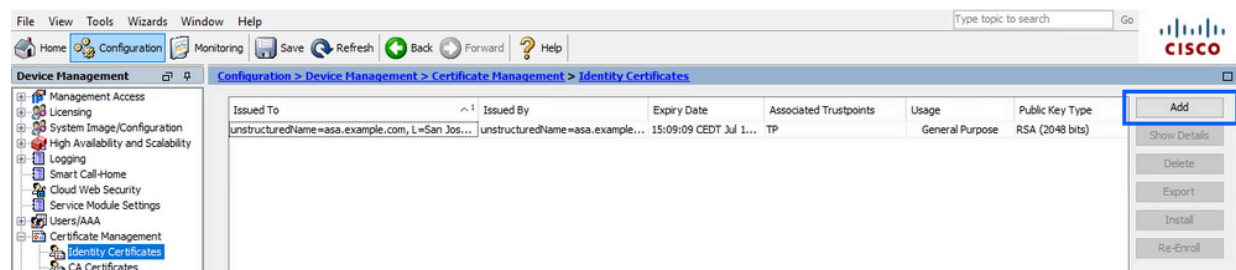 File View Tools Wizards Window Help Type topic to search Go
Home Configuration Monitoring Save Refresh Back Forward Help
CISCO
Device Management Configuration > Device Management > Certificate Management > Identity Certificates
Management Access
Licensing
System Image/Configuration
High Availability and Scalability
Logging
Smart Call-Home
Cloud Web Security
Service Module Settings
Users/AAA
Certificate Management
Identity Certificates
CA Certificates
Issued To 1 Issued By Expiry Date Associated Trustpoints Usage Public Key Type
unstructuredName=asa.example.com, L=San Jos... unstructuredName=asa.example... 15:09:09 CEDT Jul 1... TP General Purpose RSA (2048 bits)
Add
Show Details
Delete
Export
Install
Re-Enroll